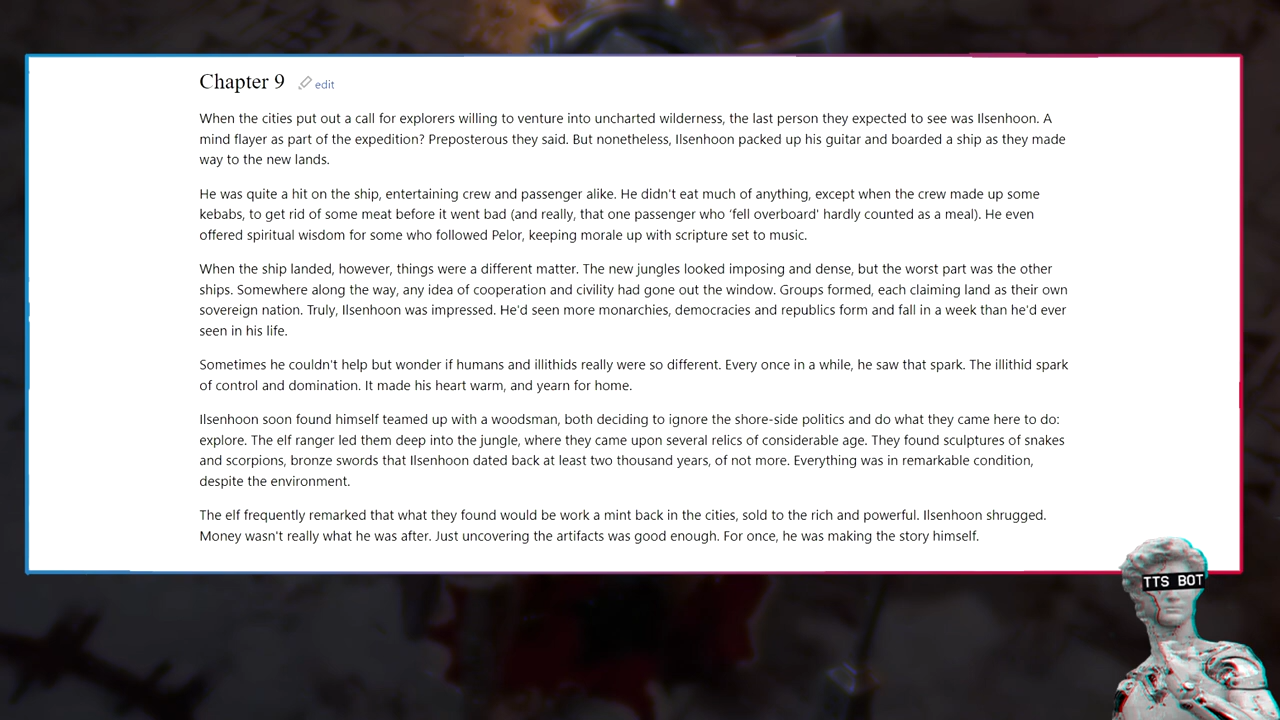 Chapter 9 edit
When the cities put out a call for explorers willing to venture into uncharted wilderness, the last person they expected to see was Ilsenhoon. A
mind flayer as part of the expedition? Preposterous they said. But nonetheless, Ilsenhoon packed up his guitar and boarded a ship as they made
way to the new lands.
He was quite a hit on the ship, entertaining crew and passenger alike. He didn't eat much of anything, except when the crew made up some
kebabs, to get rid of some meat before it went bad (and really, that one passenger who 'fell overboard' hardly counted as a meal). He even
offered spiritual wisdom for some who followed Pelor, keeping morale up with scripture set to music.
When the ship landed, however, things were a different matter. The new jungles looked imposing and dense, but the worst part was the other
ships. Somewhere along the way, any idea of cooperation and civility had gone out the window. Groups formed, each claiming land as their own
sovereign nation. Truly, Ilsenhoon was impressed. He'd seen more monarchies, democracies and republics form and fall in a week than he'd ever
seen in his life.
Sometimes he couldn't help but wonder if humans and illithids really were so different. Every once in a while, he saw that spark. The illithid spark
of control and domination. It made his heart warm, and yearn for home.
Ilsenhoon soon found himself teamed up with a woodsman, both deciding to ignore the shore-side politics and do what they came here to do:
explore. The elf ranger led them deep into the jungle, where they came upon several relics of considerable age. They found sculptures of snakes
and scorpions, bronze swords that Ilsenhoon dated back at least two thousand years, of not more. Everything was in remarkable condition,
despite the environment.
The elf frequently remarked that what they found would be work a mint back in the cities, sold to the rich and powerful. Ilsenhoon shrugged.
Money wasn't really what he was after. Just uncovering the artifacts was good enough. For once, he was making the story himself.
TTS BOT